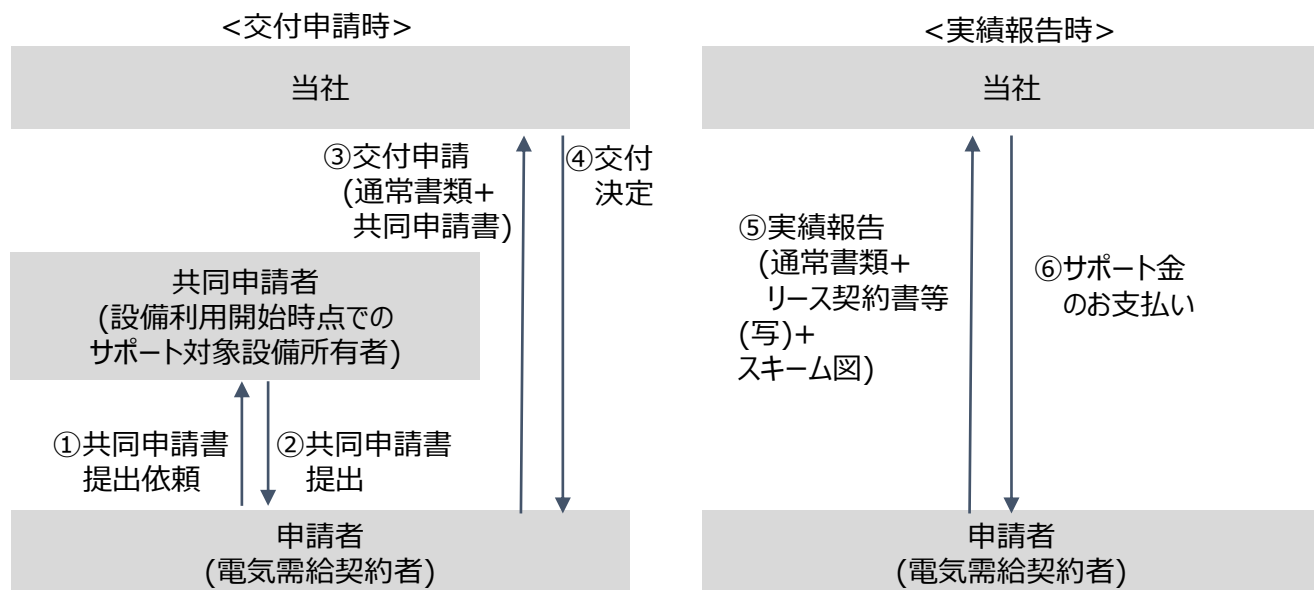 <交付申請時>
当社
③交付申請
(通常書類+
共同申請書)
④交付
決定
共同申請者
(設備利用開始時点での
サポート対象設備所有者)
①共同申請書
提出依頼
②共同申請書
提出
申請者
(電気需給契約者)
<実績報告時>
当社
⑤実績報告
(通常書類+
リース契約書等
(写)+
スキーム図)
⑥サポート金
のお支払い
申請者
(電気需給契約者)